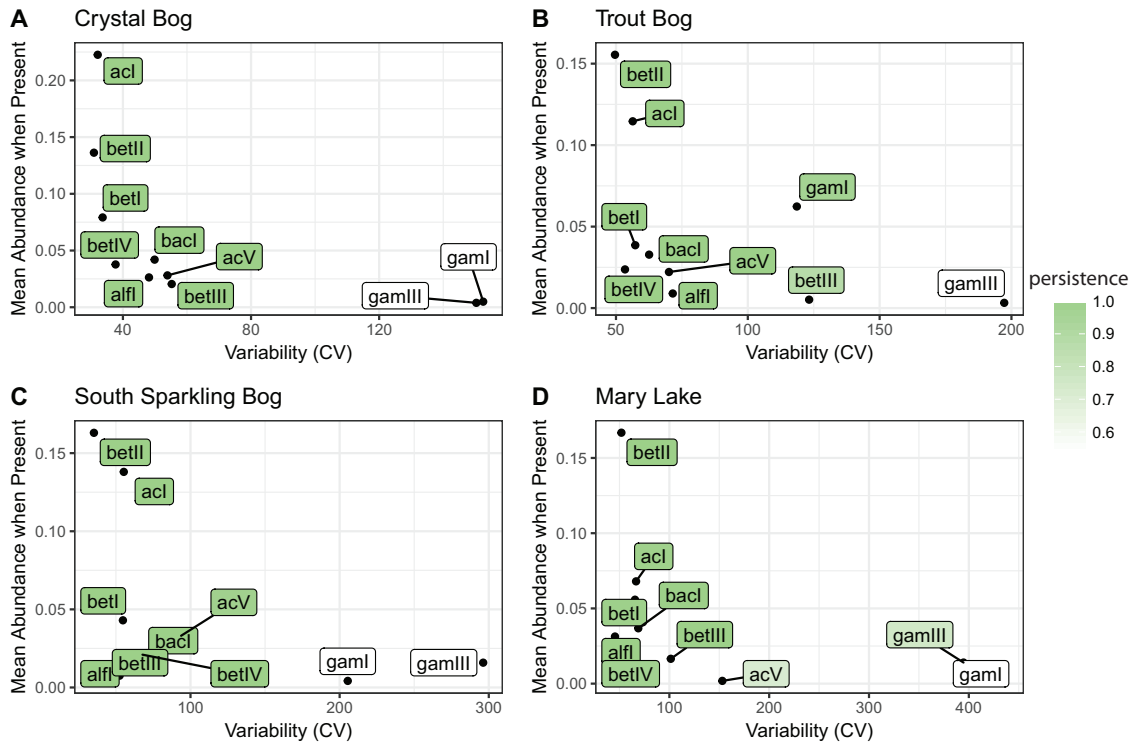 A Crystal Bog
Mean Abundance when Present
0.20
0.15
0.10
0.05
0.00
acI
betII
betI
betIV
bacI
acV
alfI
betIII
gamI
gamIII
40 80 120
Variability (CV)
B Trout Bog
Mean Abundance when Present
0.15
0.10
0.05
0.00
betII
acI
gamI
betI
bacI
acV
betIV
alfI
betIII
gamIII
50 100 150 200
Variability (CV)
persistence
1.0
0.9
0.8
0.7
0.6
C South Sparkling Bog
Mean Abundance when Present
0.15
0.10
0.05
0.00
betII
acI
betI
acV
bacI
alfI
betIII
betIV
gamI
gamIII
100 200 300
Variability (CV)
D Mary Lake
Mean Abundance when Present
0.15
0.10
0.05
0.00
betII
acI
bacI
betI
betIII
alfI
betIV
acV
gamIII
gamI
100 200 300 400
Variability (CV)